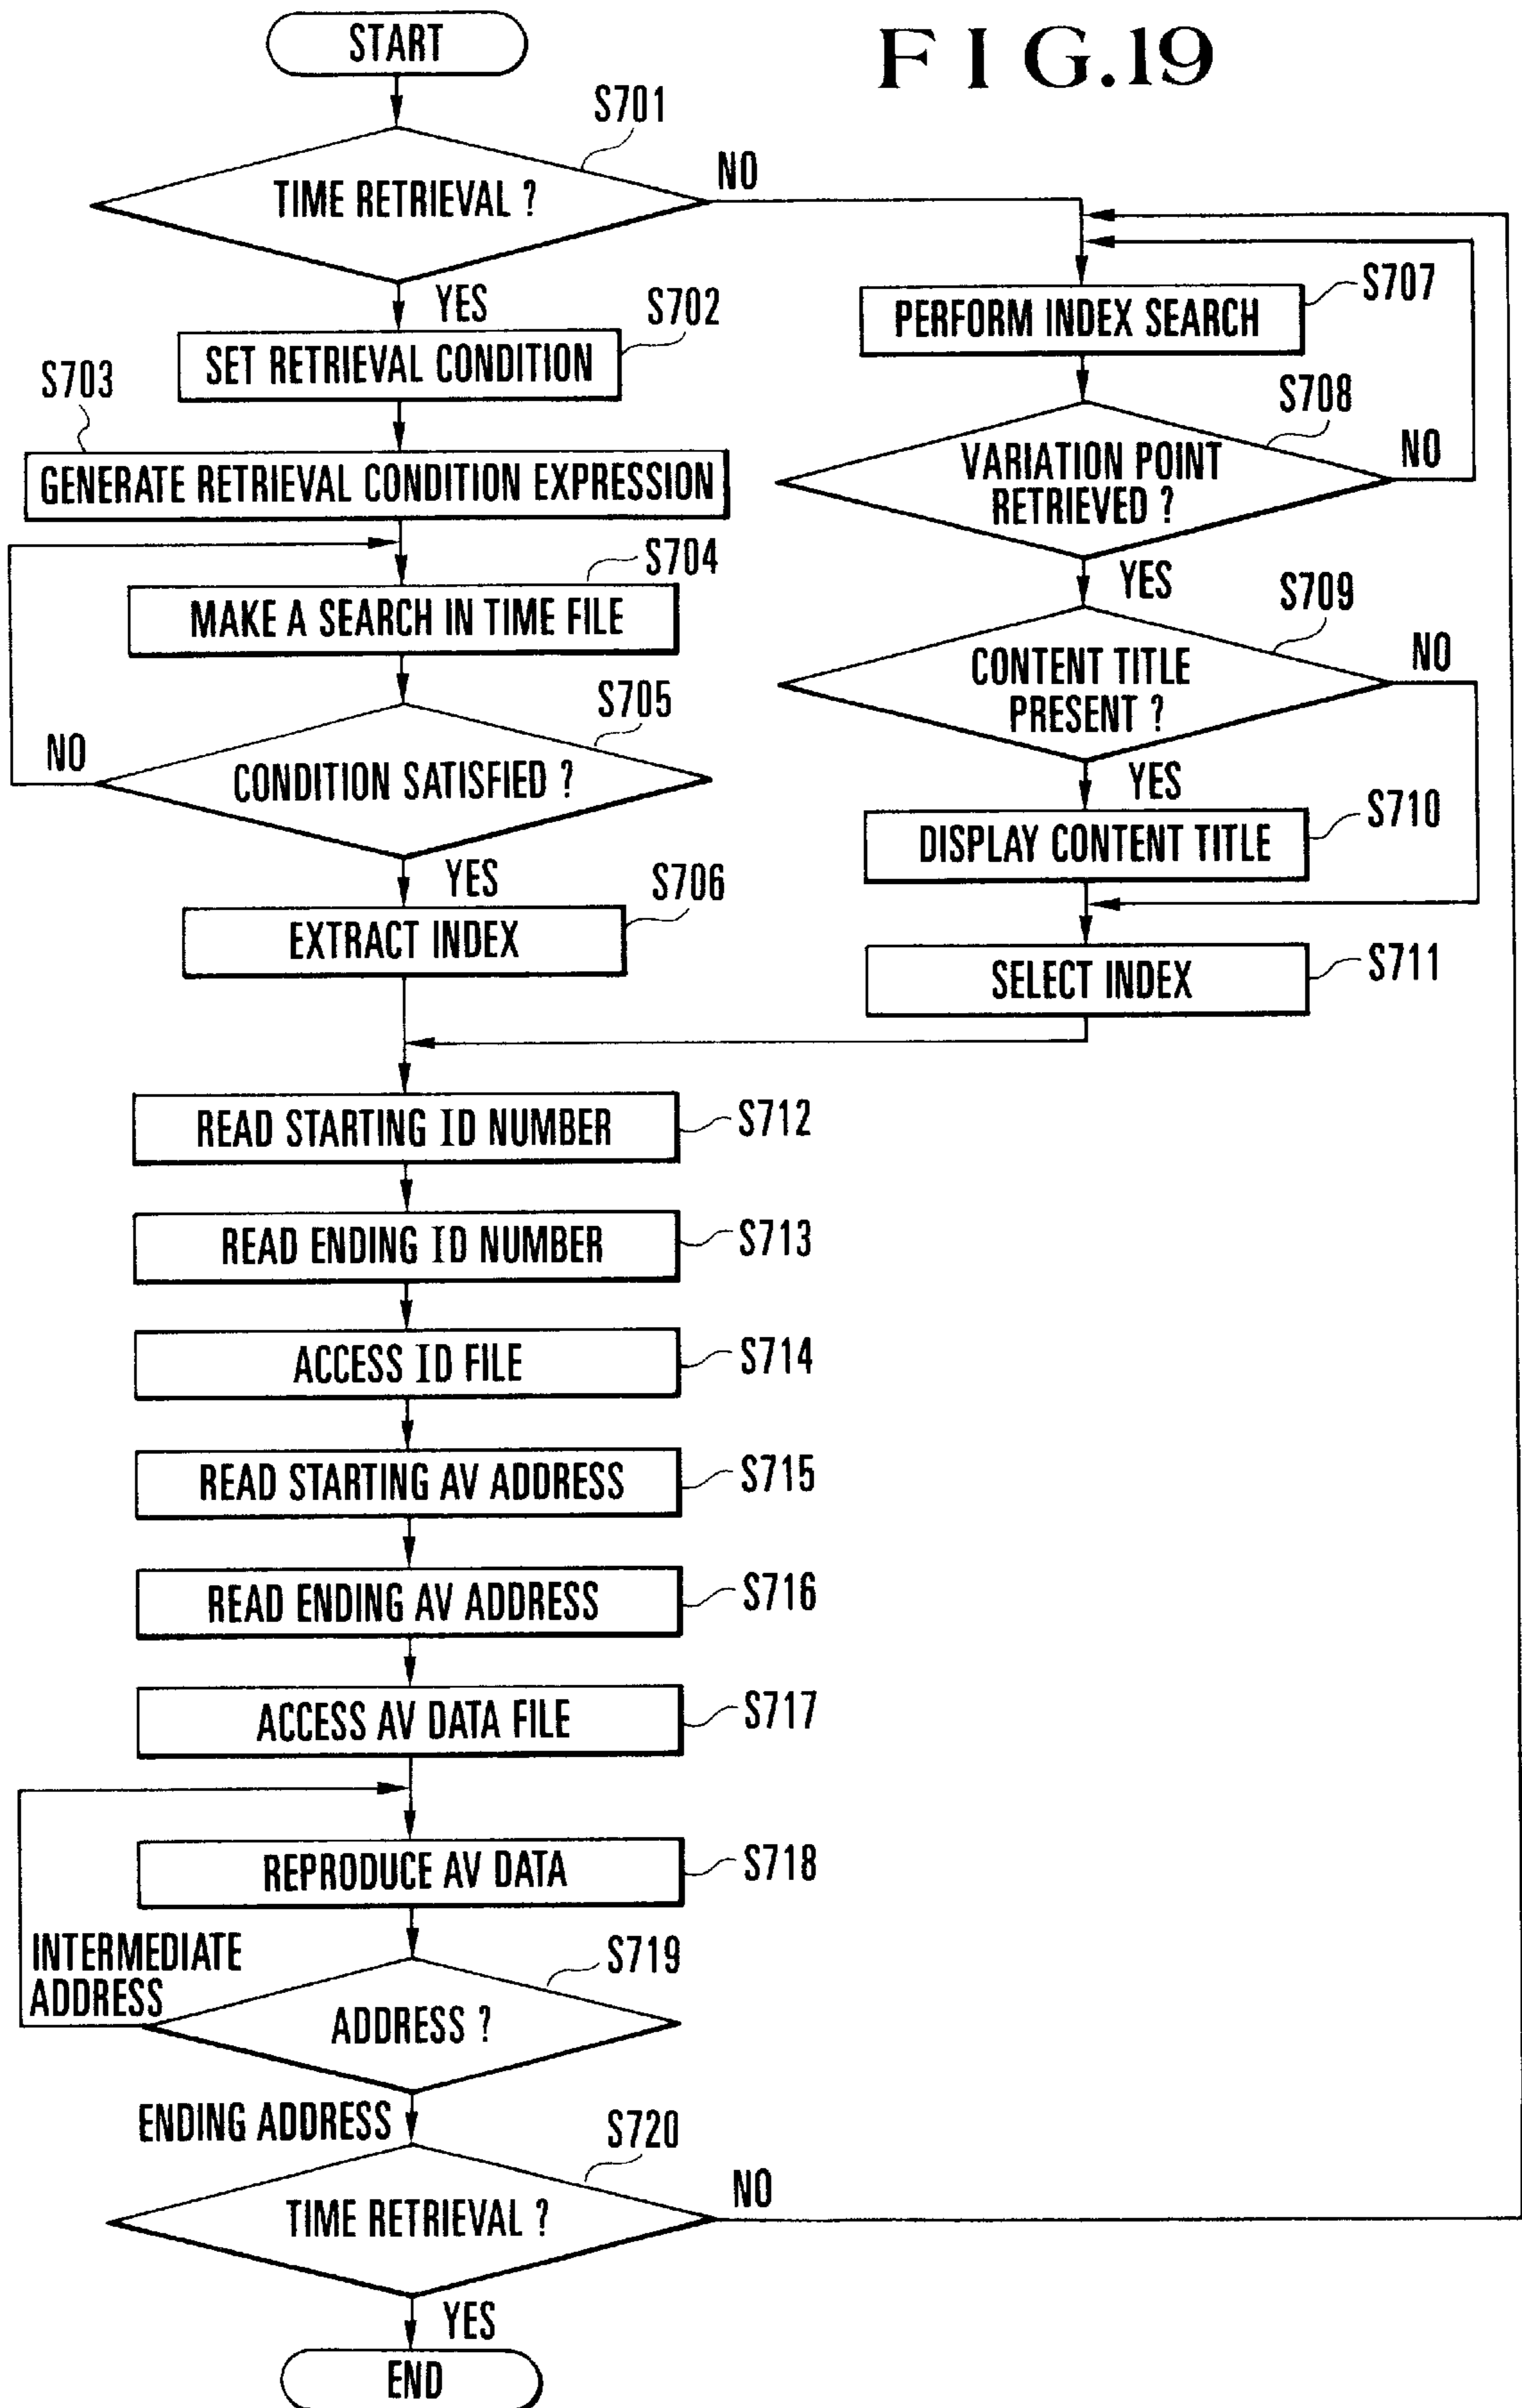 FIG.19
START
S701
TIME RETRIEVAL ?
NO
YES
S702
SET RETRIEVAL CONDITION
S703
GENERATE RETRIEVAL CONDITION EXPRESSION
S704
MAKE A SEARCH IN TIME FILE
S705
NO
CONDITION SATISFIED ?
YES
S706
EXTRACT INDEX
S707
PERFORM INDEX SEARCH
S708
VARIATION POINT
RETRIEVED ?
NO
YES
S709
CONTENT TITLE
PRESENT ?
NO
YES
S710
DISPLAY CONTENT TITLE
S711
SELECT INDEX
READ STARTING ID NUMBER
S712
READ ENDING ID NUMBER
S713
ACCESS ID FILE
S714
READ STARTING AV ADDRESS
S715
READ ENDING AV ADDRESS
S716
ACCESS AV DATA FILE
S717
REPRODUCE AV DATA
S718
INTERMEDIATE
ADDRESS
S719
ADDRESS ?
ENDING ADDRESS
S720
TIME RETRIEVAL ?
NO
YES
END